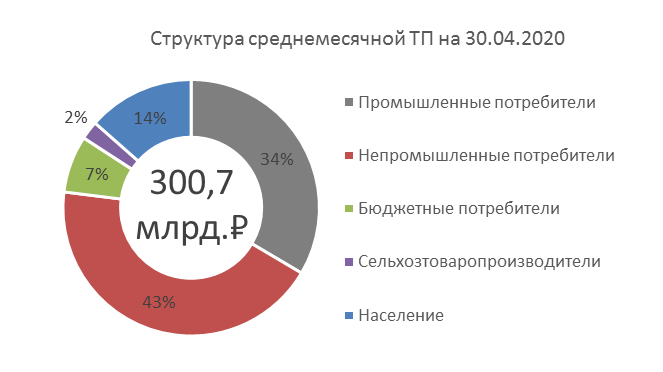 Структура среднемесячной ТП на 30.04.2020
2%
14%
34%
7%
43%
300,7
млрд.₽
Промышленные потребители
Непромышленные потребители
Бюджетные потребители
Сельхозтоваропроизводители
Население